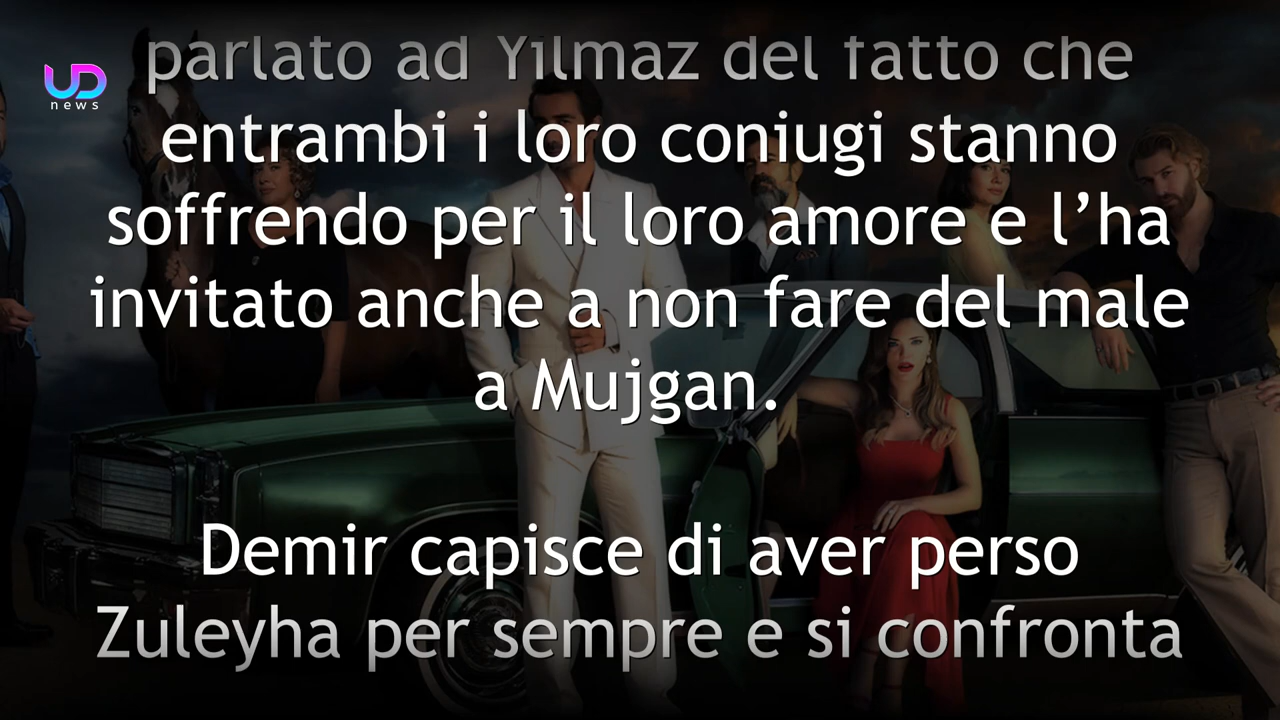 parlato ad Yilmaz del fatto che
UD
news
entrambi i loro coniugi stanno
soffrendo per il loro amore e l’ha
invitato anche a non fare del male
a Mujgan.
Demir capisce di aver perso
Zuleyha per sempre e si confronta